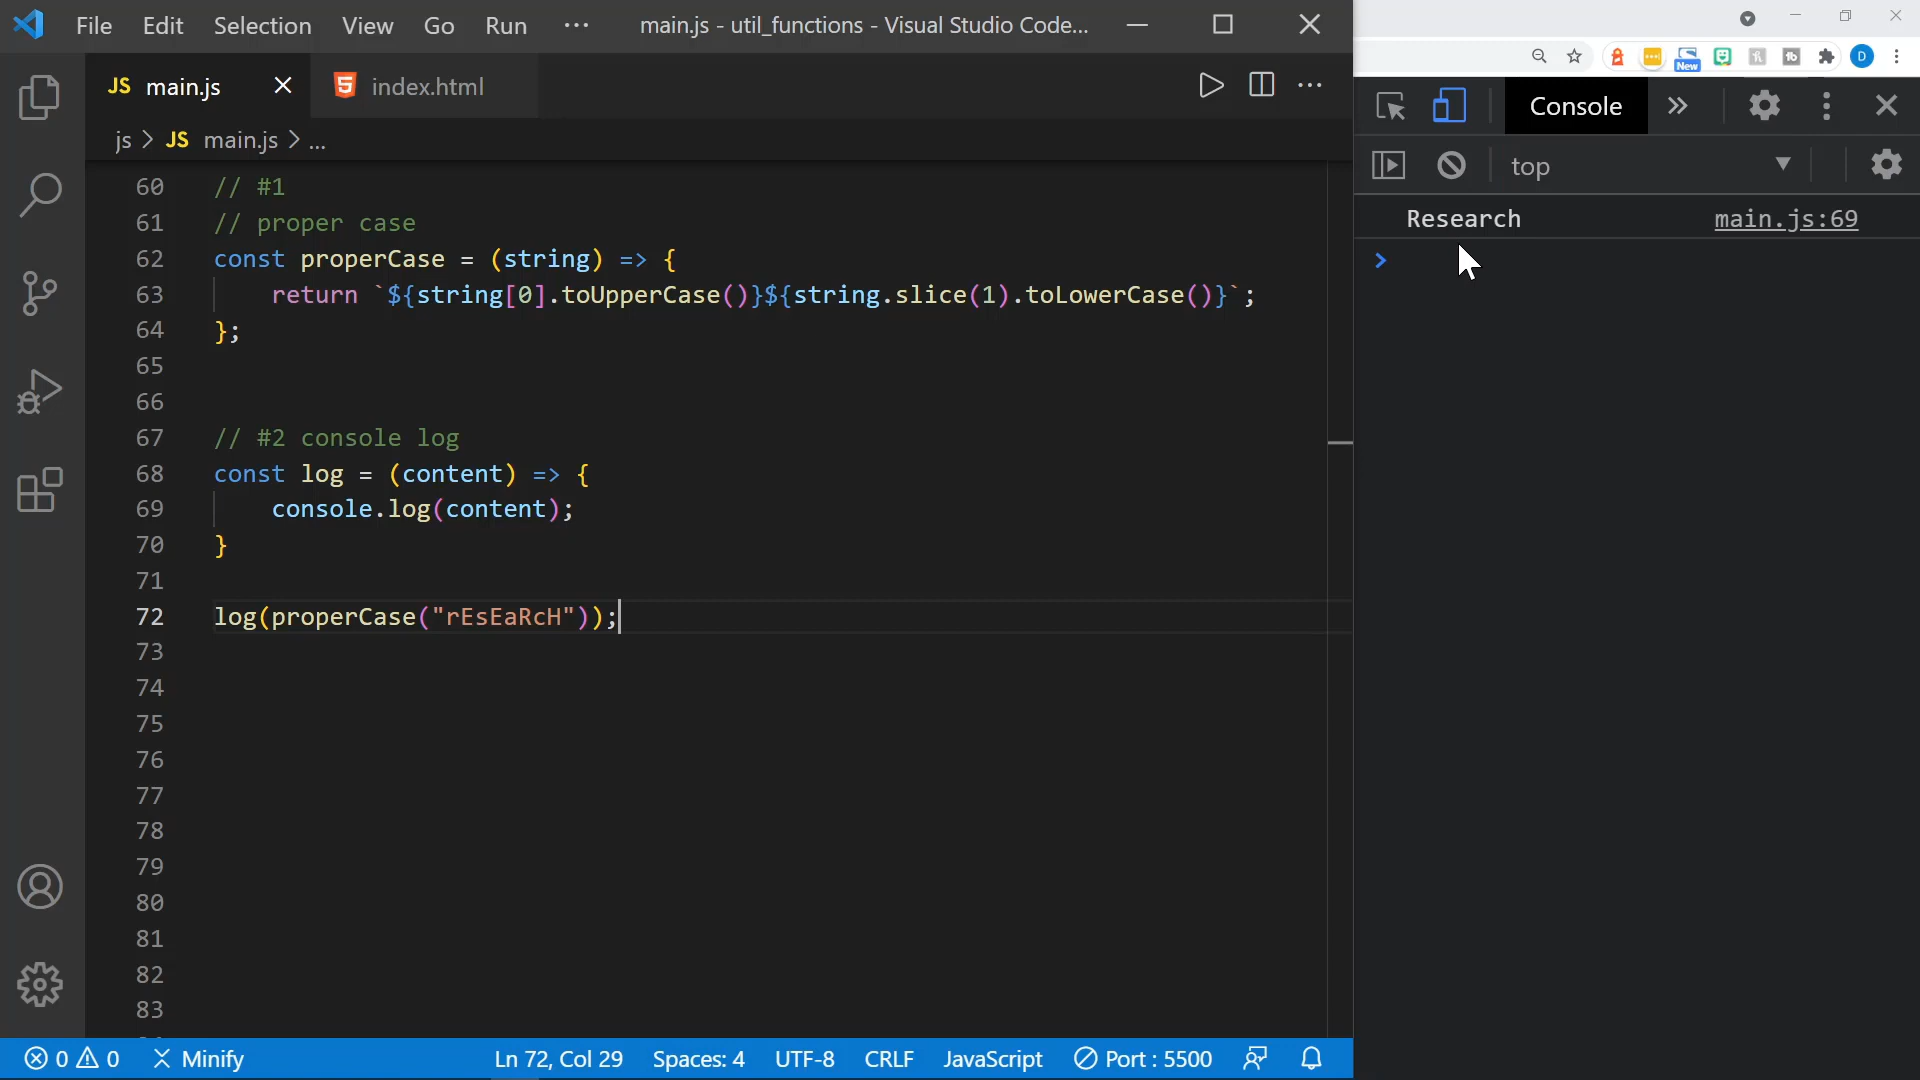 File Edit Selection View Go Run ··· main.js - util_functions - Visual Studio Code...
JS main.js index.html
js > JS main.js > ...
60 // #1
61 // proper case
62 const properCase = (string) => {
63 return `${string[0].toUpperCase()}${string.slice(1).toLowerCase()}`;
64 };
65
66
67 // #2 console log
68 const log = (content) => {
69 console.log(content);
70 }
71
72 log(properCase("rEsEaRcH"));
73
74
75
76
77
78
79
80
81
82
83
0 0 Minify Ln 72, Col 29 Spaces: 4 UTF-8 CRLF JavaScript Port : 5500
New tb D
Console »
top
Research main.js:69
>